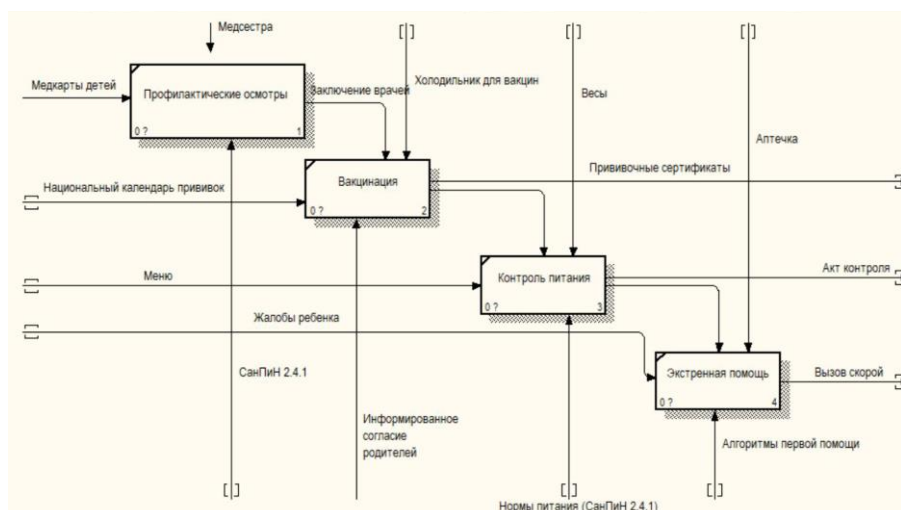 Медсестра
Медкарты детей
Профилактические осмотры
0 ?
1
Заключение врачей
Холодильник для вакцин
Весы
Аптечка
Национальный календарь прививок
Вакцинация
0 ?
2
Прививочные сертификаты
Меню
Контроль питания
0 ?
3
Акт контроля
Жалобы ребенка
Экстренная помощь
0 ?
4
Вызов скорой
СанПиН 2.4.1
Информированное
согласие
родителей
Алгоритмы первой помощи
Нормы питания (СанПиН 2.4.1)